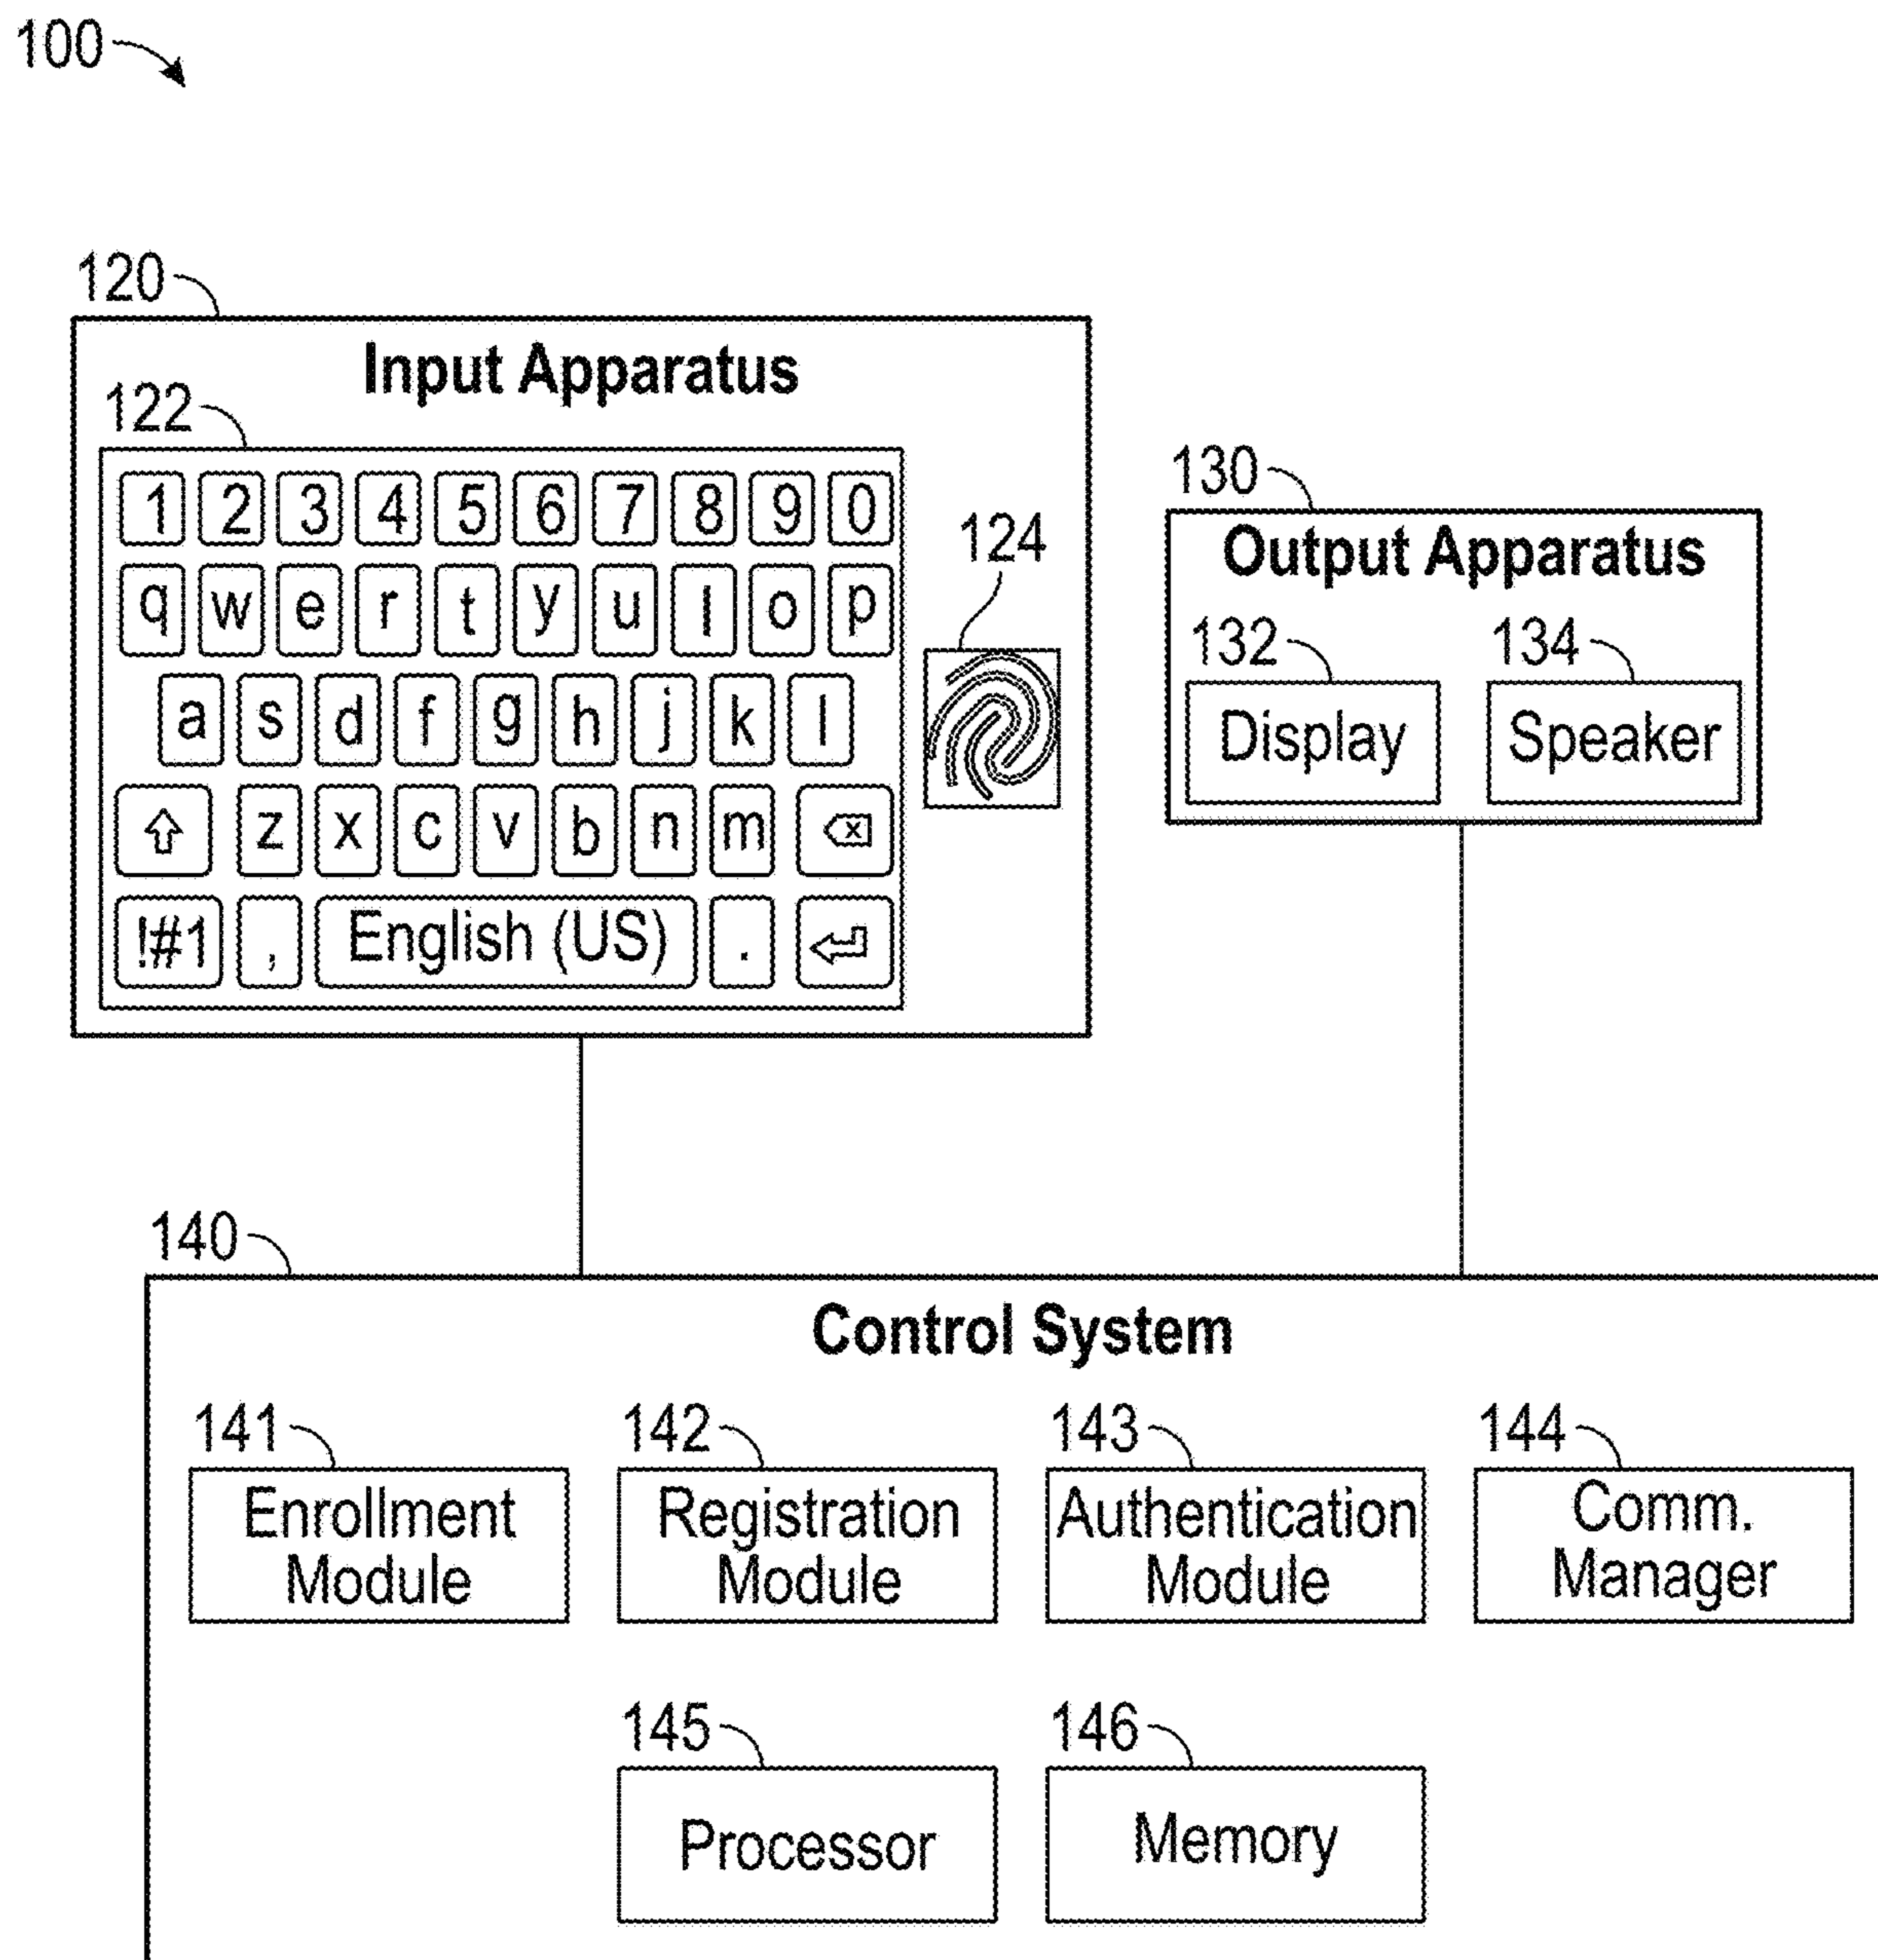 100
120
Input Apparatus
122
1 2 3 4 5 6 7 8 9 0
q w e r t y u l o p
a s d f g h j k l
z x c v b n m
!#1 , English (US) .
124
130
Output Apparatus
132 134
Display Speaker
140
Control System
141 142 143 144
Enrollment Module
Registration Module
Authentication Module
Comm. Manager
145 146
Processor Memory